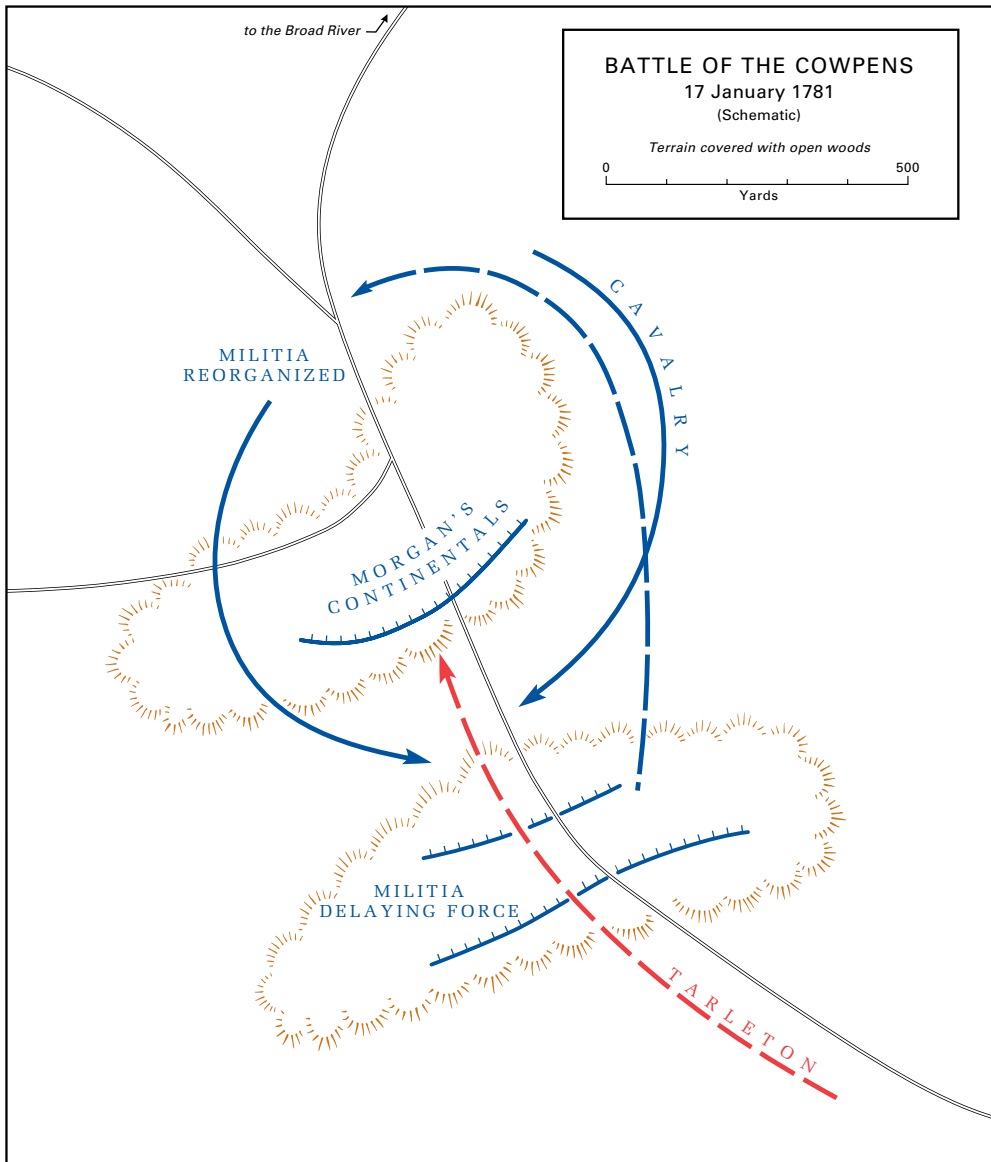 to the Broad River
BATTLE OF THE COWPENS
17 January 1781
(Schematic)
Terrain covered with open woods
0 500
Yards
CAVALRY
MILITIA
REORGANIZED
MORGAN'S
CONTINENTALS
MILITIA
DELAYING FORCE
TARLETON